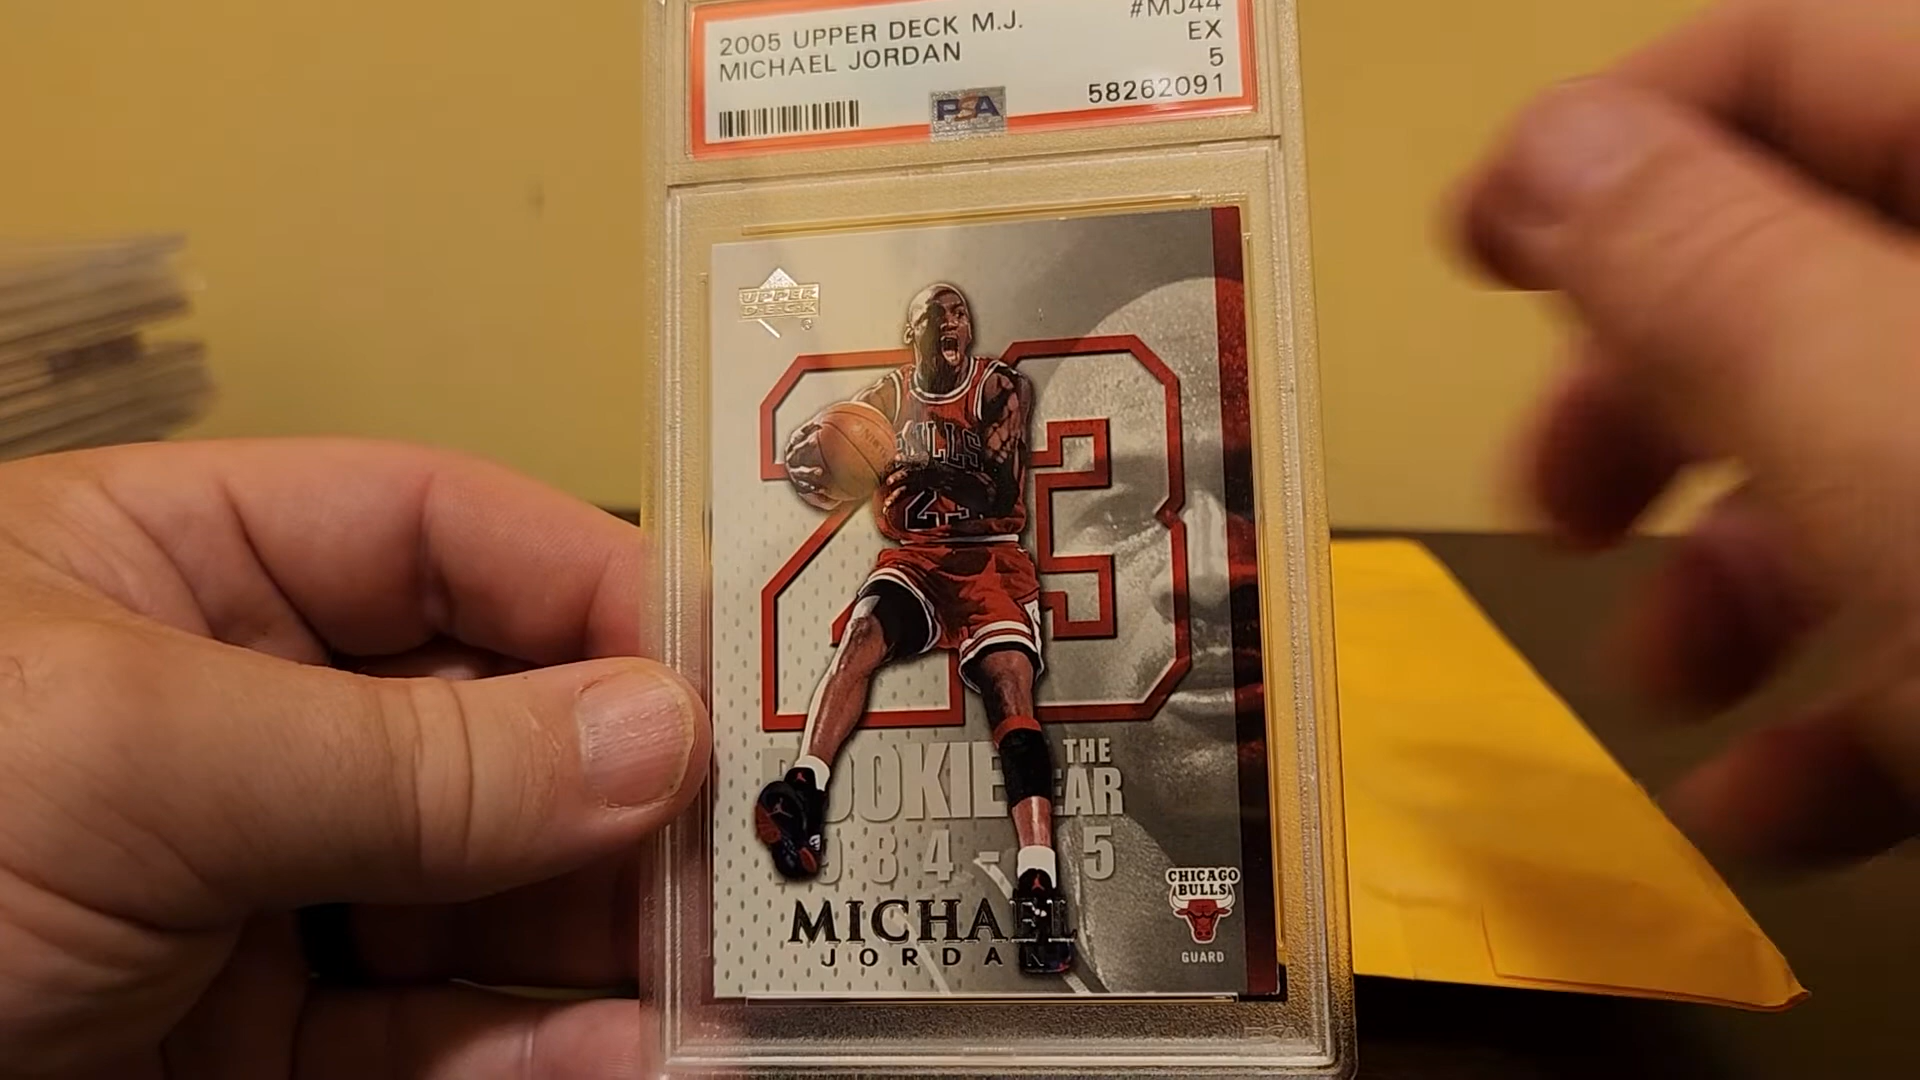 2005 UPPER DECK M.J.
#MJ44
MICHAEL JORDAN
EX
5
58262091
PSA
UPPER
DECK
23
BULLS
23
ROOKIE THE
YEAR
1984-5
MICHAEL
JORDAN
CHICAGO
BULLS
GUARD